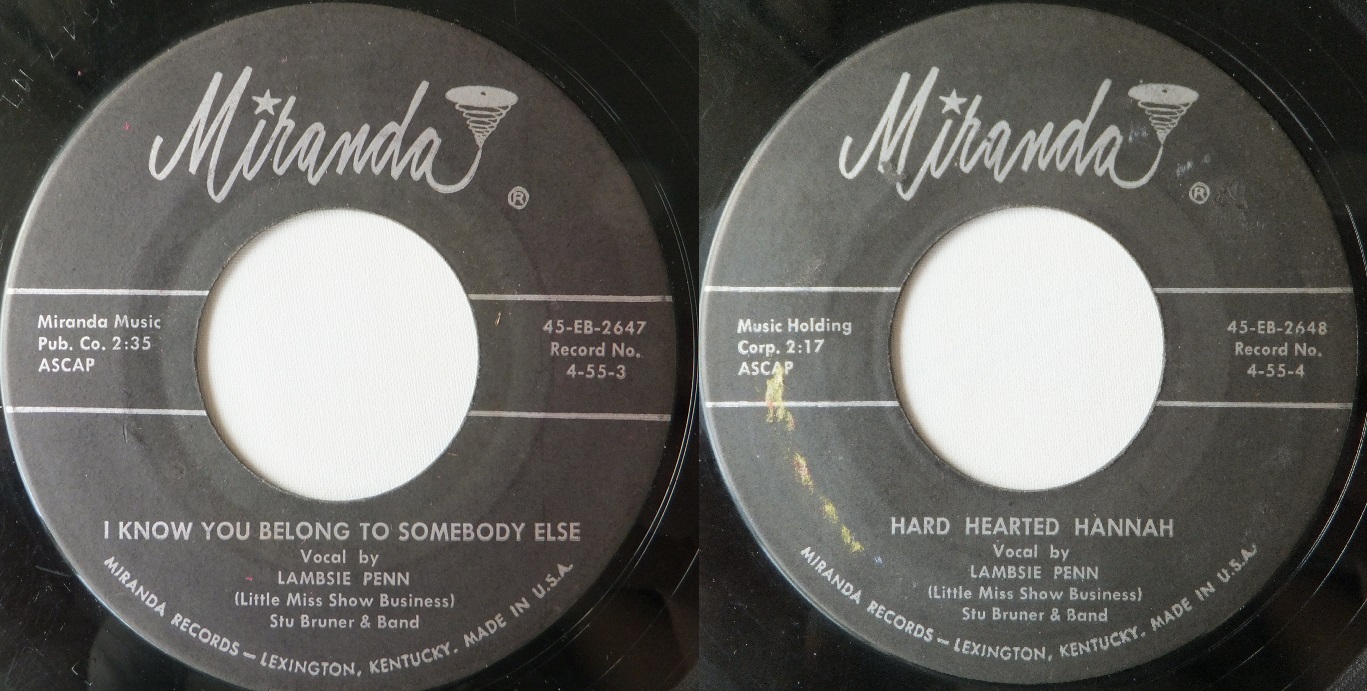 Miranda
®
Miranda Music
Pub. Co. 2:35
ASCAP
45-EB-2647
Record No.
4-55-3
I KNOW YOU BELONG TO SOMEBODY ELSE
Vocal by
LAMBSIE PENN
(Little Miss Show Business)
Stu Bruner & Band
MIRANDA RECORDS — LEXINGTON, KENTUCKY. MADE IN U.S.A.
Miranda
®
Music Holding
Corp. 2:17
ASCAP
45-EB-2648
Record No.
4-55-4
HARD HEARTED HANNAH
Vocal by
LAMBSIE PENN
(Little Miss Show Business)
Stu Bruner & Band
MIRANDA RECORDS — LEXINGTON, KENTUCKY. MADE IN U.S.A.